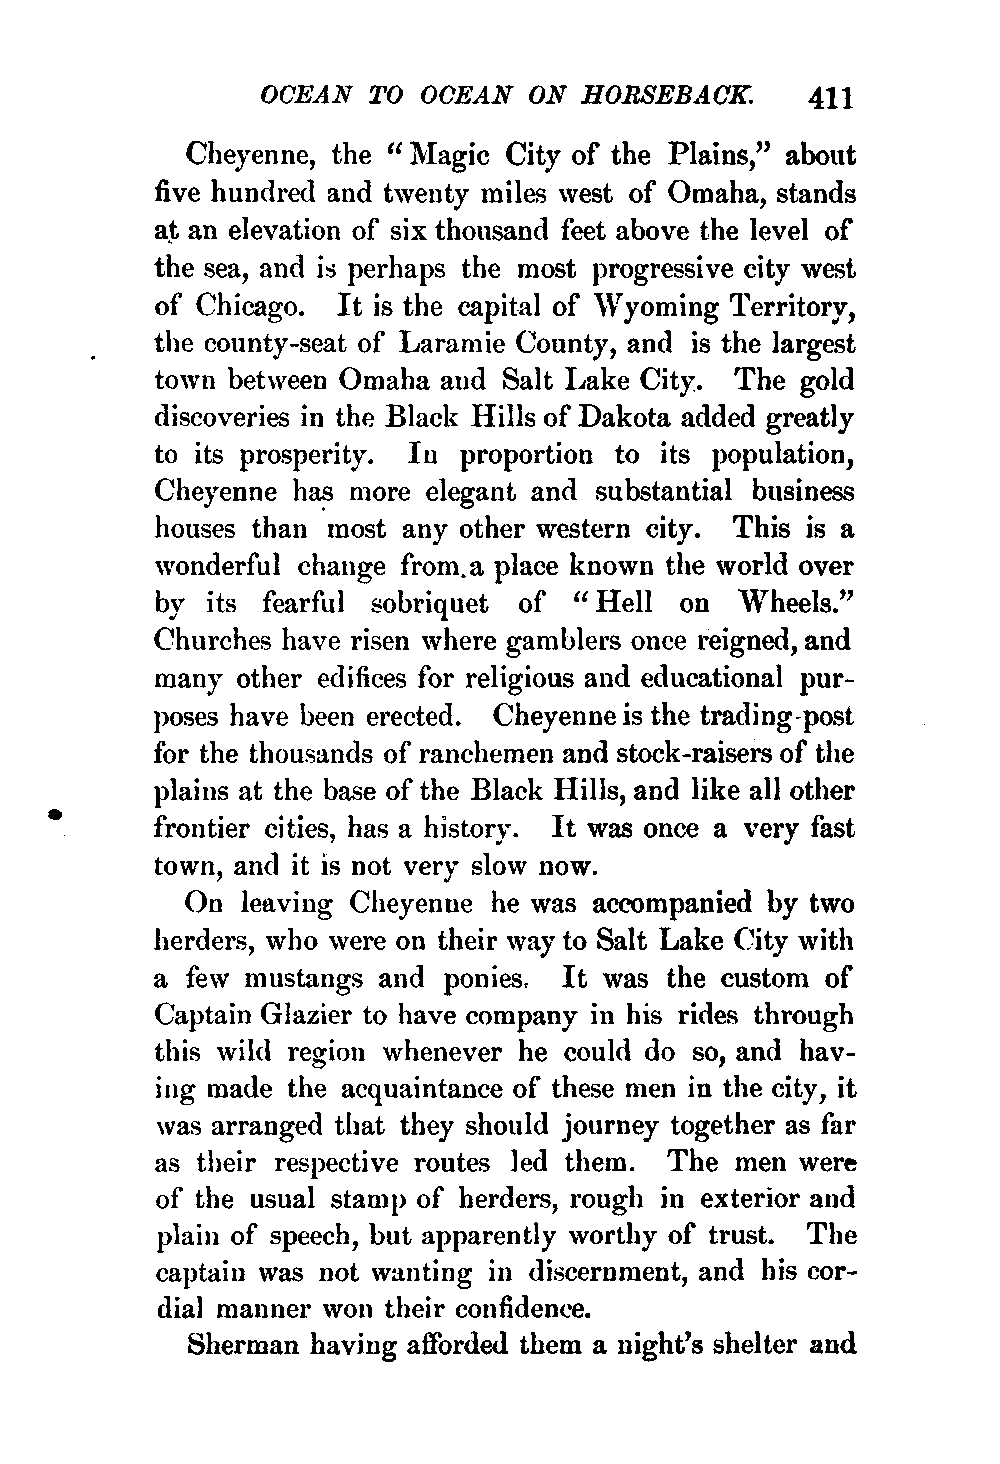 OCEAN TO OCEAN ON HORSEBACK. 411
Cheyenne, the “Magic City of the Plains,” about
five hundred and twenty miles west of Omaha, stands
at an elevation of six thousand feet above the level of
the sea, and is perhaps the most progressive city west
of Chicago. It is the capital of Wyoming Territory,
the county-seat of Laramie County, and is the largest
town between Omaha and Salt Lake City. The gold
discoveries in the Black Hills of Dakota added greatly
to its prosperity. In proportion to its population,
Cheyenne has more elegant and substantial business
houses than most any other western city. This is a
wonderful change from a place known the world over
by its fearful sobriquet of “Hell on Wheels.”
Churches have risen where gamblers once reigned, and
many other edifices for religious and educational pur-
poses have been erected. Cheyenne is the trading-post
for the thousands of ranchemen and stock-raisers of the
plains at the base of the Black Hills, and like all other
frontier cities, has a history. It was once a very fast
town, and it is not very slow now.
On leaving Cheyenne he was accompanied by two
herders, who were on their way to Salt Lake City with
a few mustangs and ponies. It was the custom of
Captain Glazier to have company in his rides through
this wild region whenever he could do so, and hav-
ing made the acquaintance of these men in the city, it
was arranged that they should journey together as far
as their respective routes led them. The men were
of the usual stamp of herders, rough in exterior and
plain of speech, but apparently worthy of trust. The
captain was not wanting in discernment, and his cor-
dial manner won their confidence.
Sherman having afforded them a night’s shelter and